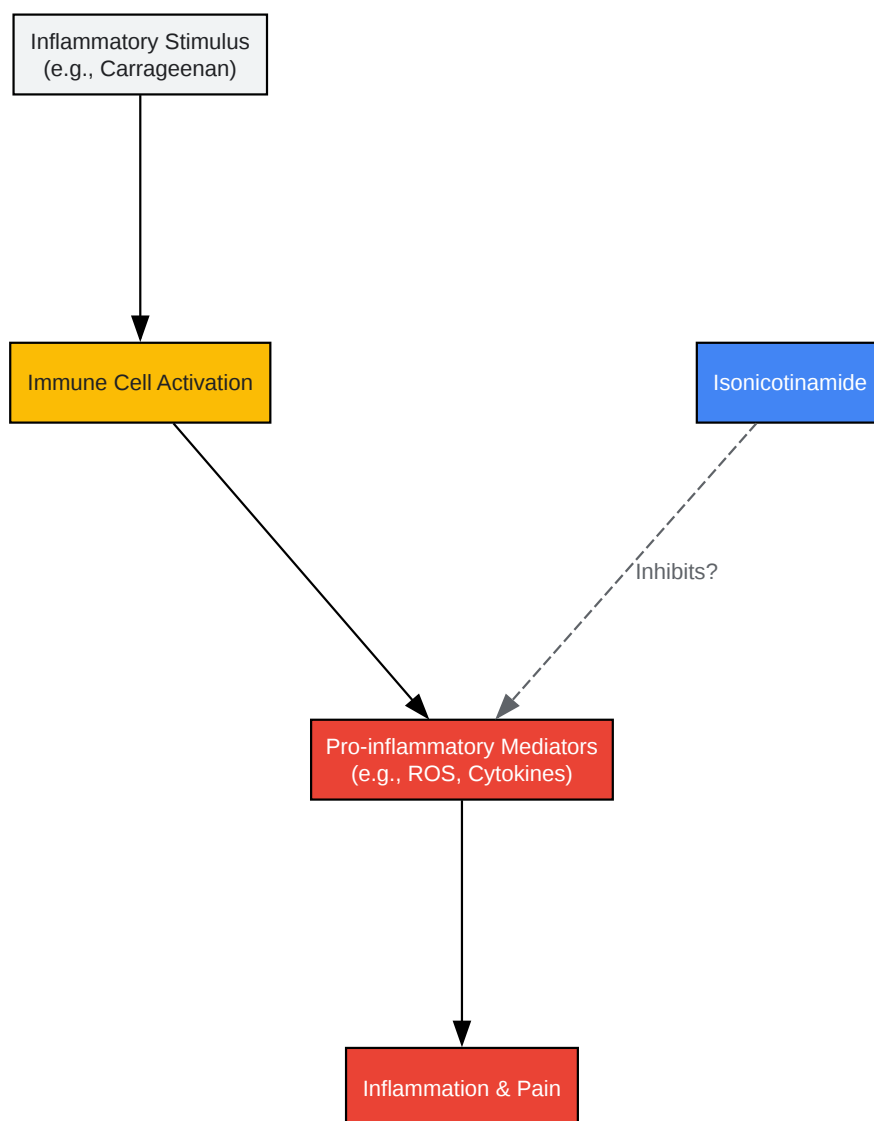 Inflammatory Stimulus
(e.g., Carrageenan)
Immune Cell Activation
Isonicotinamide
Inhibits?
Pro-inflammatory Mediators
(e.g., ROS, Cytokines)
Inflammation & Pain